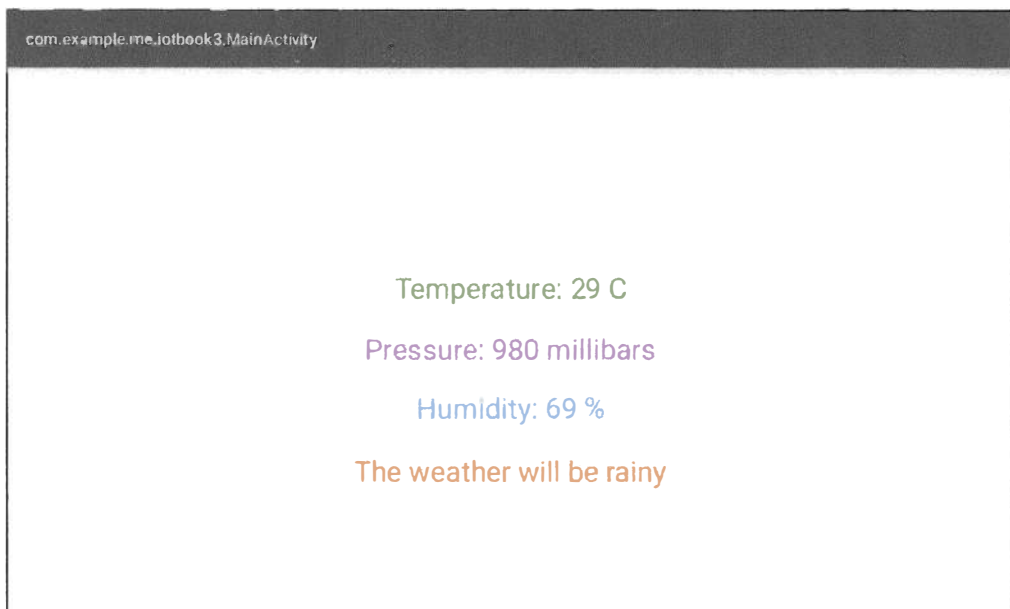 com.example.me.iotbook3.MainActivity
Temperature: 29 C
Pressure: 980 millibars
Humidity: 69 %
The weather will be rainy